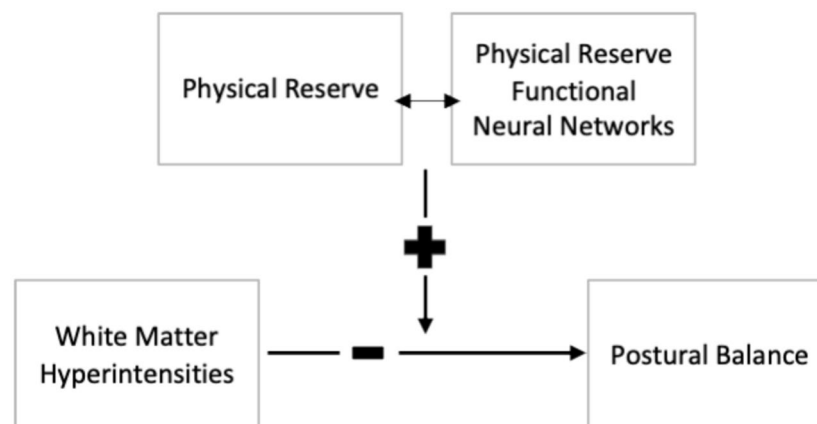 Physical Reserve
Physical Reserve
Functional
Neural Networks
White Matter
Hyperintensities
Postural Balance